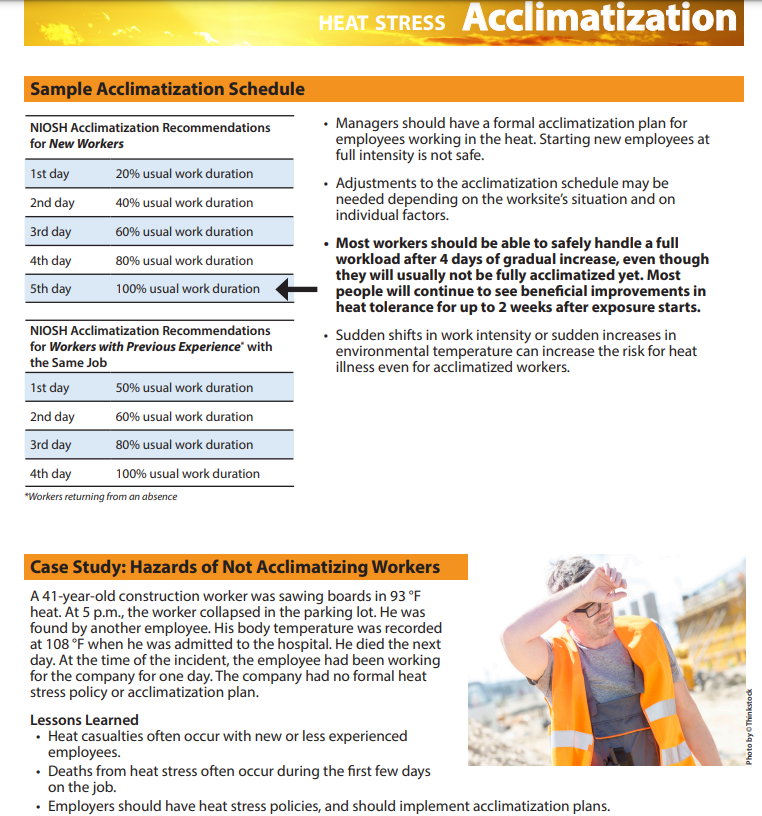 HEAT STRESS Acclimatization
Sample Acclimatization Schedule
NIOSH Acclimatization Recommendations
for New Workers
1st day 20% usual work duration
2nd day 40% usual work duration
3rd day 60% usual work duration
4th day 80% usual work duration
5th day 100% usual work duration
NIOSH Acclimatization Recommendations
for Workers with Previous Experience* with
the Same Job
1st day 50% usual work duration
2nd day 60% usual work duration
3rd day 80% usual work duration
4th day 100% usual work duration
*Workers returning from an absence
• Managers should have a formal acclimatization plan for
employees working in the heat. Starting new employees at
full intensity is not safe.
• Adjustments to the acclimatization schedule may be
needed depending on the worksite's situation and on
individual factors.
• Most workers should be able to safely handle a full
workload after 4 days of gradual increase, even though
they will usually not be fully acclimatized yet. Most
people will continue to see beneficial improvements in
heat tolerance for up to 2 weeks after exposure starts.
• Sudden shifts in work intensity or sudden increases in
environmental temperature can increase the risk for heat
illness even for acclimatized workers.
Case Study: Hazards of Not Acclimatizing Workers
A 41-year-old construction worker was sawing boards in 93 °F
heat. At 5 p.m., the worker collapsed in the parking lot. He was
found by another employee. His body temperature was recorded
at 108 °F when he was admitted to the hospital. He died the next
day. At the time of the incident, the employee had been working
for the company for one day. The company had no formal heat
stress policy or acclimatization plan.
Lessons Learned
• Heat casualties often occur with new or less experienced
employees.
• Deaths from heat stress often occur during the first few days
on the job.
• Employers should have heat stress policies, and should implement acclimatization plans.
Photo by ©Thinkstock